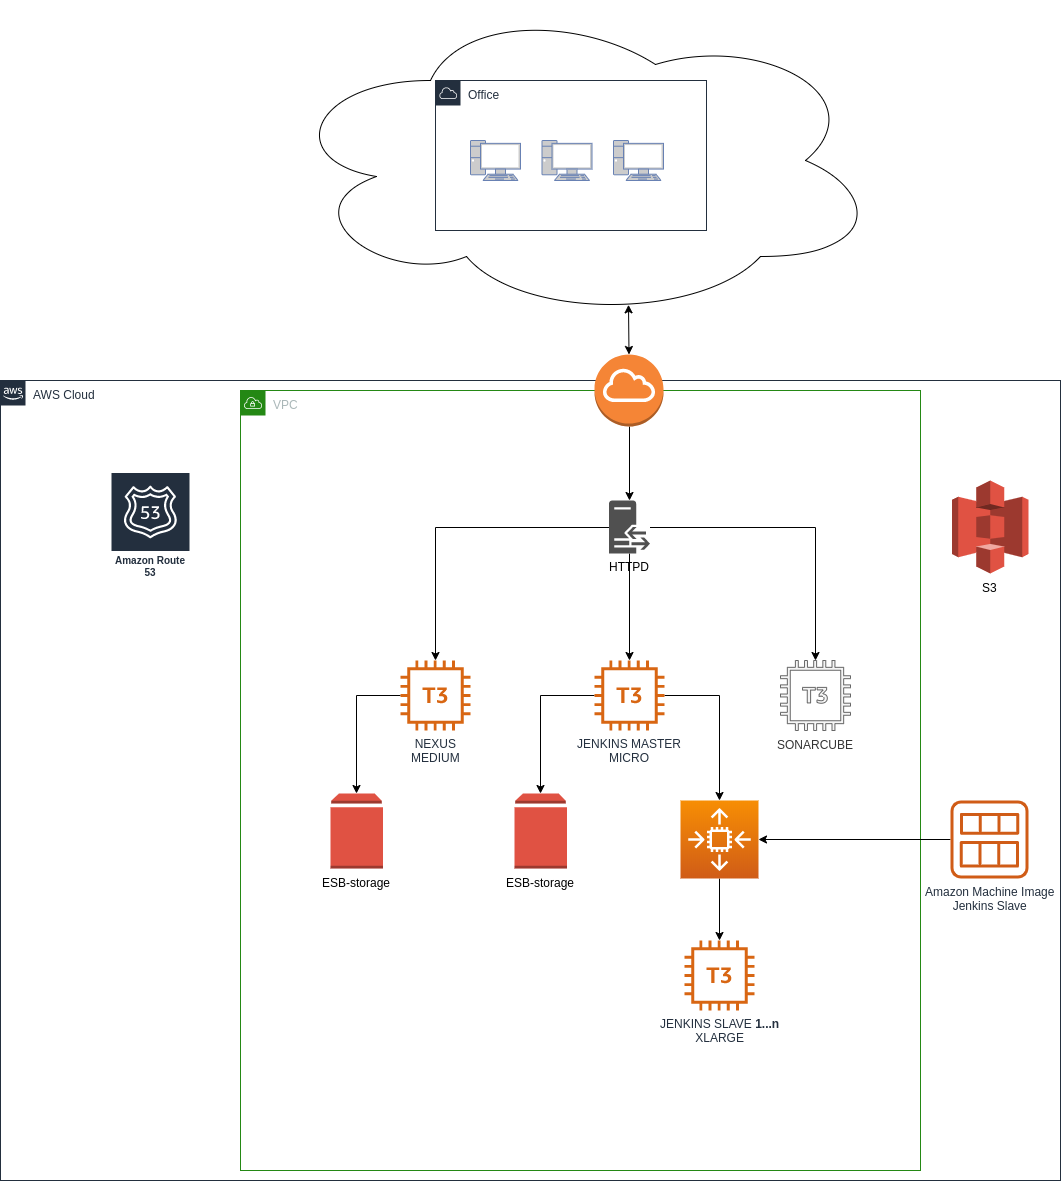 Office
aws
AWS Cloud
VPC
53
Amazon Route
53
HTTPD
S3
T3
NEXUS
MEDIUM
T3
JENKINS MASTER
MICRO
T3
SONARCUBE
ESB-storage
ESB-storage
Amazon Machine Image
Jenkins Slave
T3
JENKINS SLAVE 1...n
XLARGE